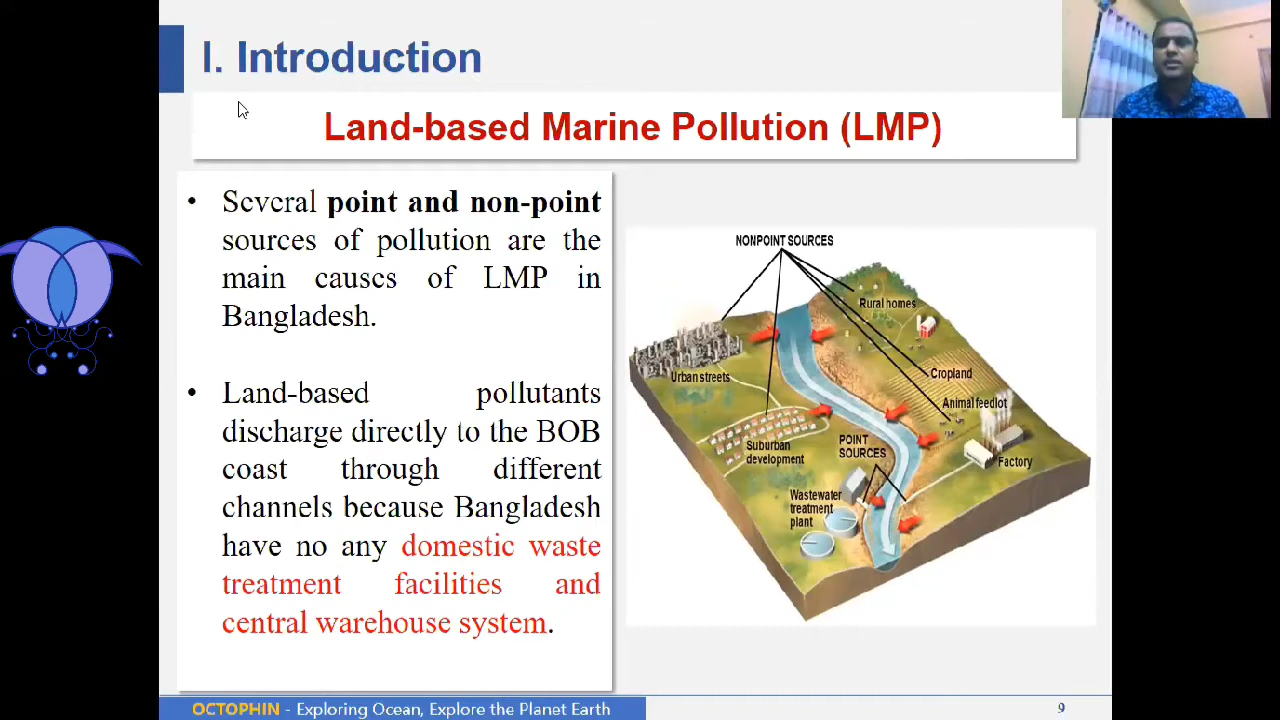 I. Introduction
Land-based Marine Pollution (LMP)
• Several point and non-point
sources of pollution are the
main causes of LMP in
Bangladesh.
• Land-based pollutants
discharge directly to the BOB
coast through different
channels because Bangladesh
have no any domestic waste
treatment facilities and
central warehouse system.
NONPOINT SOURCES
Rural homes
Urban streets
Cropland
Animal feedlot
POINT
SOURCES
Suburban
development
Factory
Wastewater
treatment
plant
OCTOPHIN - Exploring Ocean, Explore the Planet Earth
9